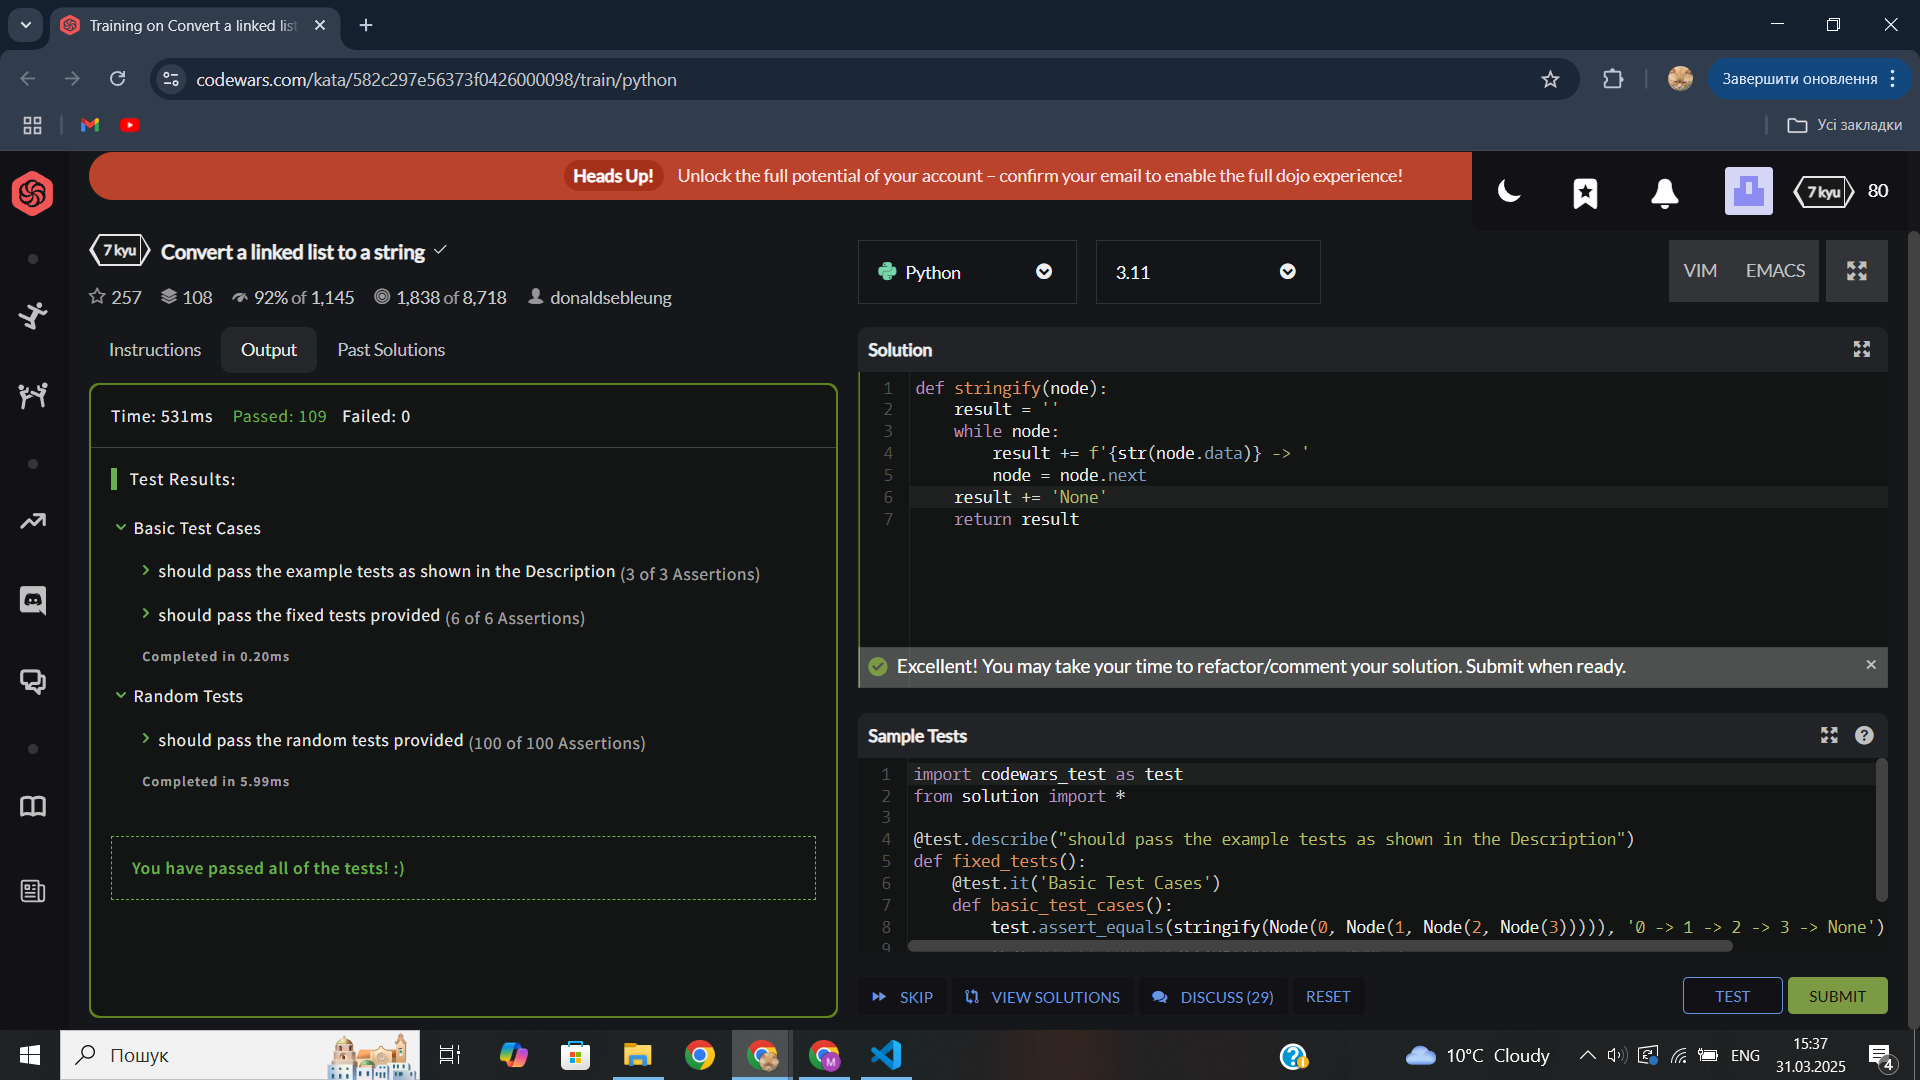 Training on Convert a linked list
codewars.com/kata/582c297e56373f0426000098/train/python
Завершити оновлення
Усі закладки
Heads Up! Unlock the full potential of your account – confirm your email to enable the full dojo experience!
7 kyu 80
7 kyu Convert a linked list to a string
257 108 92% of 1,145 1,838 of 8,718 donaldsebleung
Python 3.11
VIM EMACS
Instructions Output Past Solutions
Time: 531ms Passed: 109 Failed: 0
Test Results:
Basic Test Cases
should pass the example tests as shown in the Description (3 of 3 Assertions)
should pass the fixed tests provided (6 of 6 Assertions)
Completed in 0.20ms
Random Tests
should pass the random tests provided (100 of 100 Assertions)
Completed in 5.99ms
You have passed all of the tests! :)
Solution
1 def stringify(node):
2     result = ''
3     while node:
4         result += f'{str(node.data)} -> '
5         node = node.next
6     result += 'None'
7     return result
Excellent! You may take your time to refactor/comment your solution. Submit when ready.
Sample Tests
1 import codewars_test as test
2 from solution import *
3
4 @test.describe("should pass the example tests as shown in the Description")
5 def fixed_tests():
6     @test.it('Basic Test Cases')
7     def basic_test_cases():
8         test.assert_equals(stringify(Node(0, Node(1, Node(2, Node(3))))), '0 -> 1 -> 2 -> 3 -> None')
9
SKIP VIEW SOLUTIONS DISCUSS (29) RESET TEST SUBMIT
Пошук
10°C Cloudy
ENG
15:37
31.03.2025
4